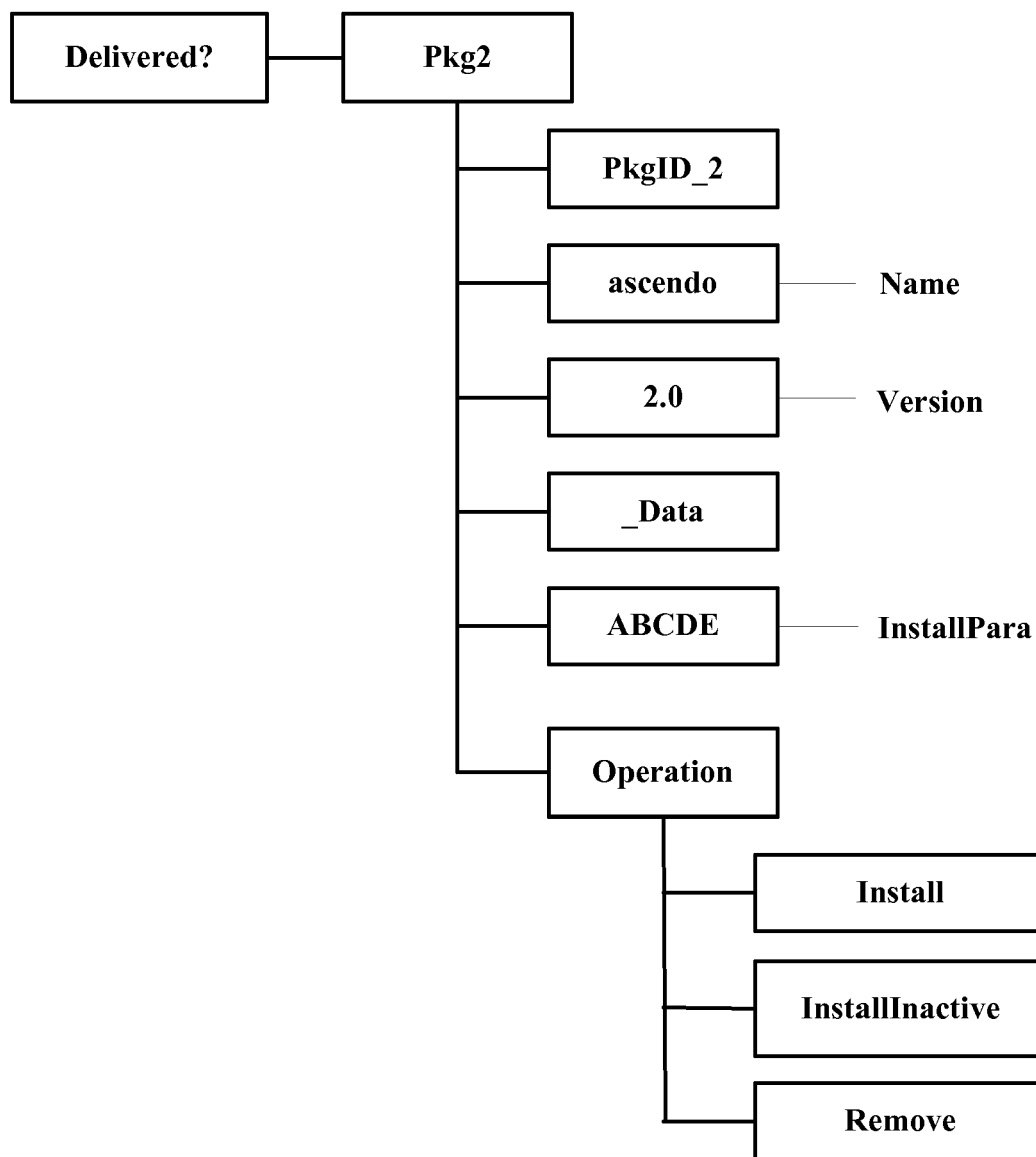 Delivered?
Pkg2
PkgID_2
ascendo
Name
2.0
Version
_Data
ABCDE
InstallPara
Operation
Install
InstallInactive
Remove